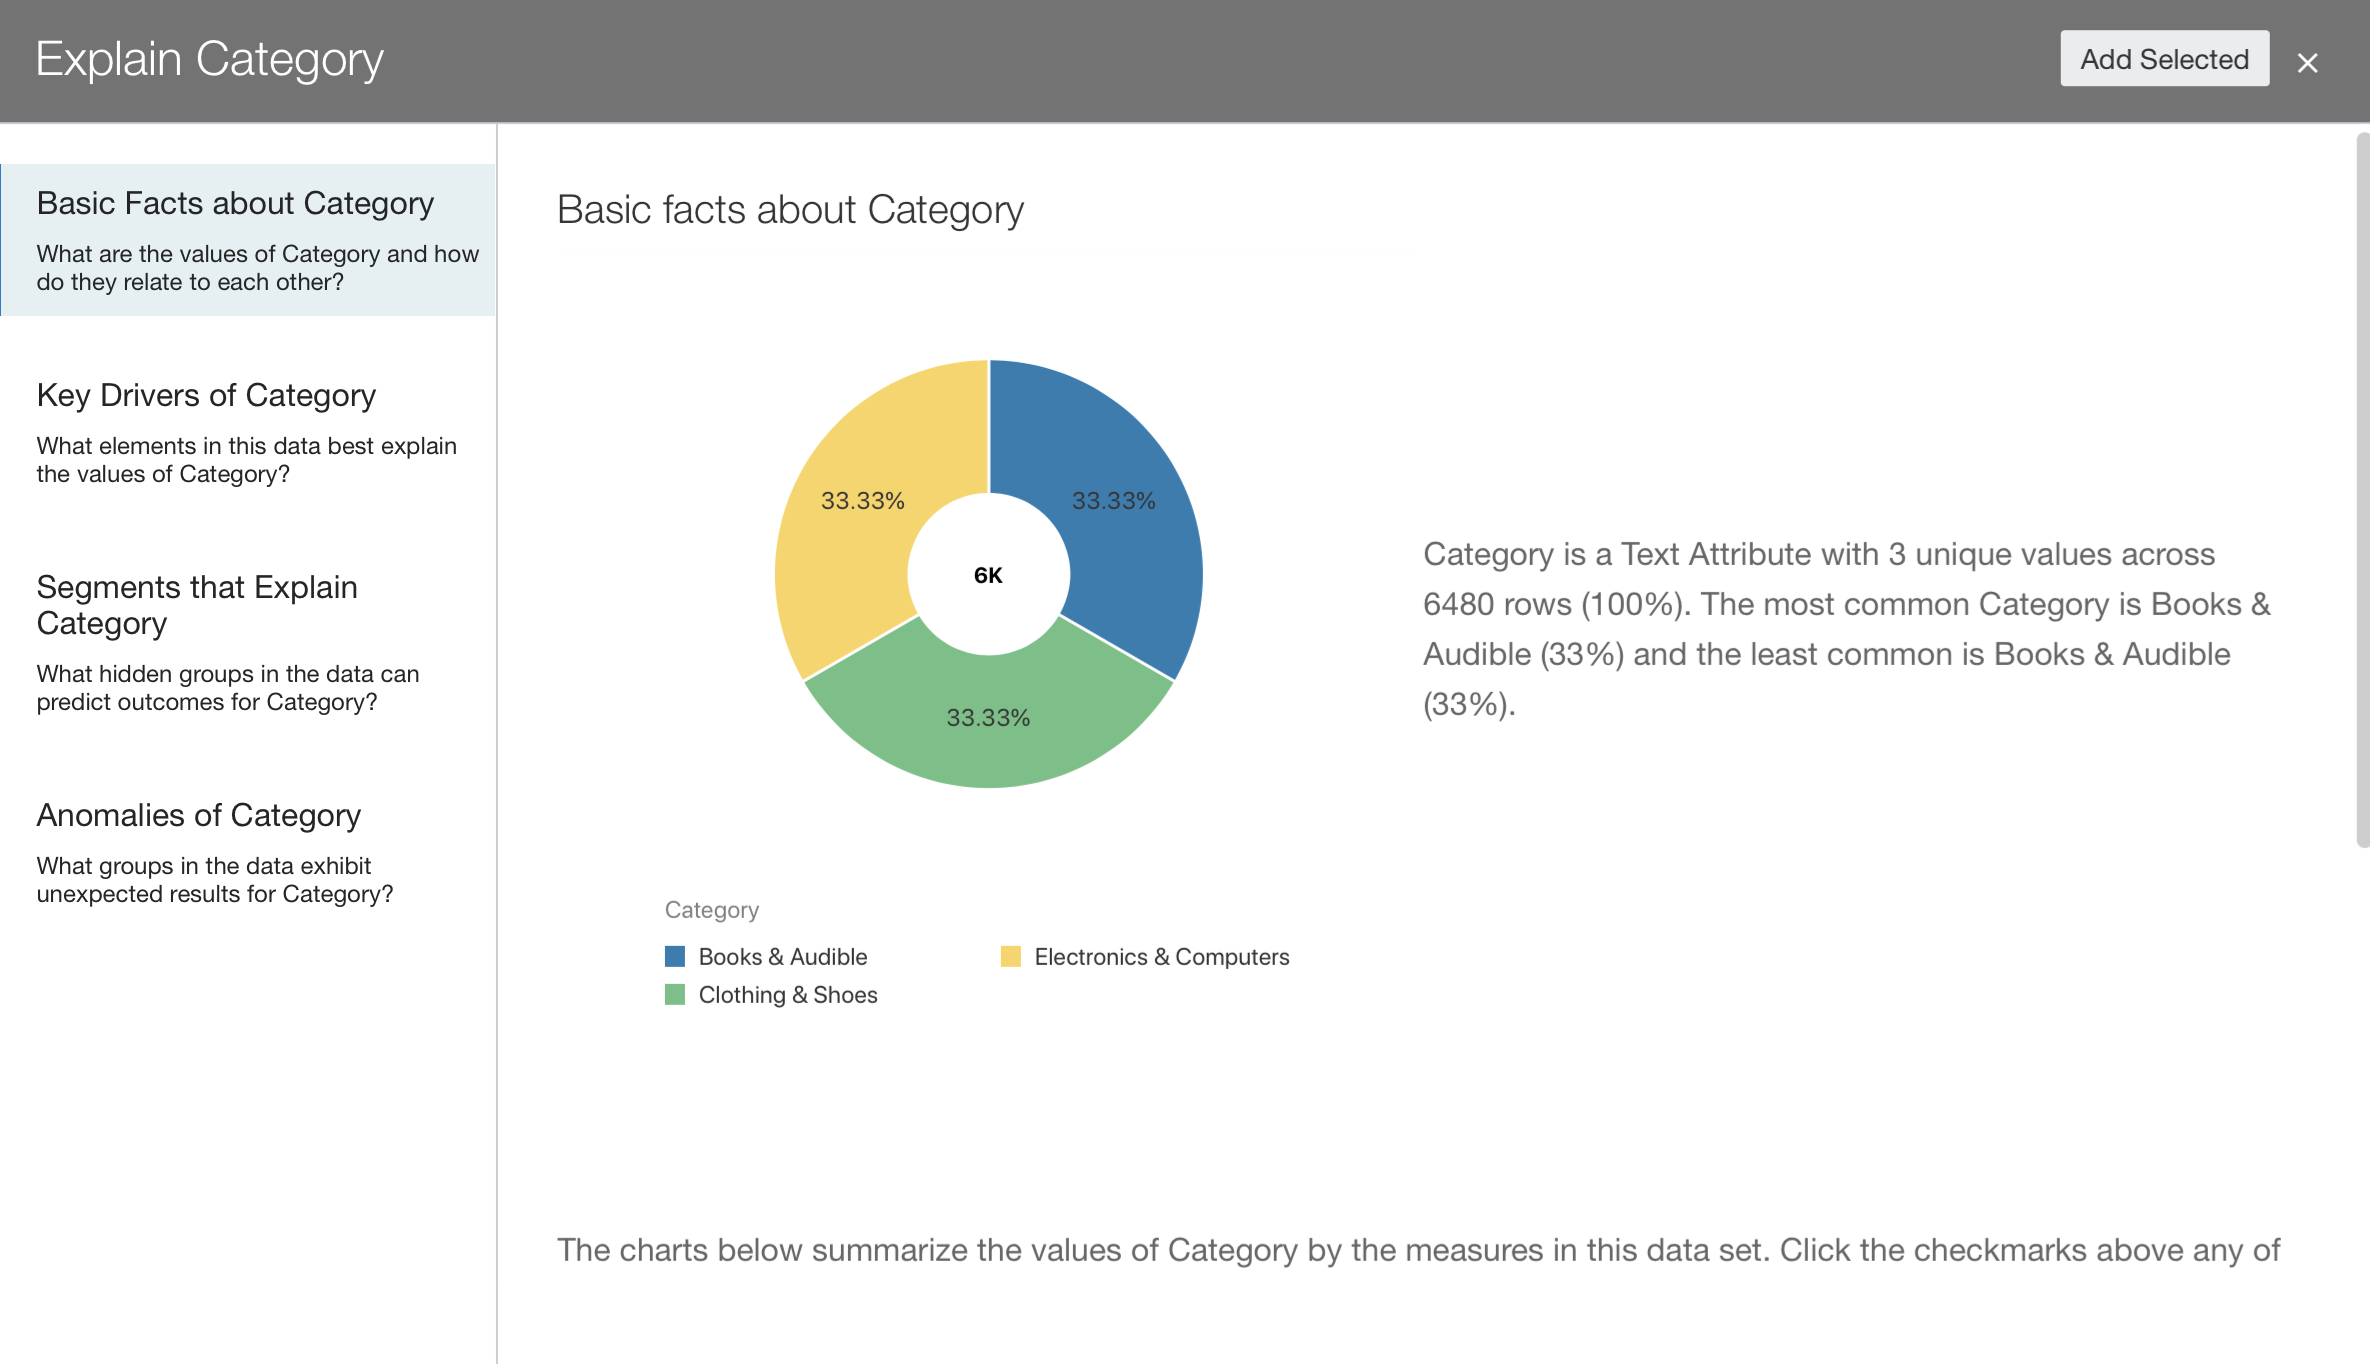 Explain Category
Add Selected
Basic Facts about Category
What are the values of Category and how
do they relate to each other?
Key Drivers of Category
What elements in this data best explain
the values of Category?
Segments that Explain
Category
What hidden groups in the data can
predict outcomes for Category?
Anomalies of Category
What groups in the data exhibit
unexpected results for Category?
Basic facts about Category
33.33%
33.33%
6K
33.33%
Category
Books & Audible
Electronics & Computers
Clothing & Shoes
Category is a Text Attribute with 3 unique values across
6480 rows (100%). The most common Category is Books &
Audible (33%) and the least common is Books & Audible
(33%).
The charts below summarize the values of Category by the measures in this data set. Click the checkmarks above any of